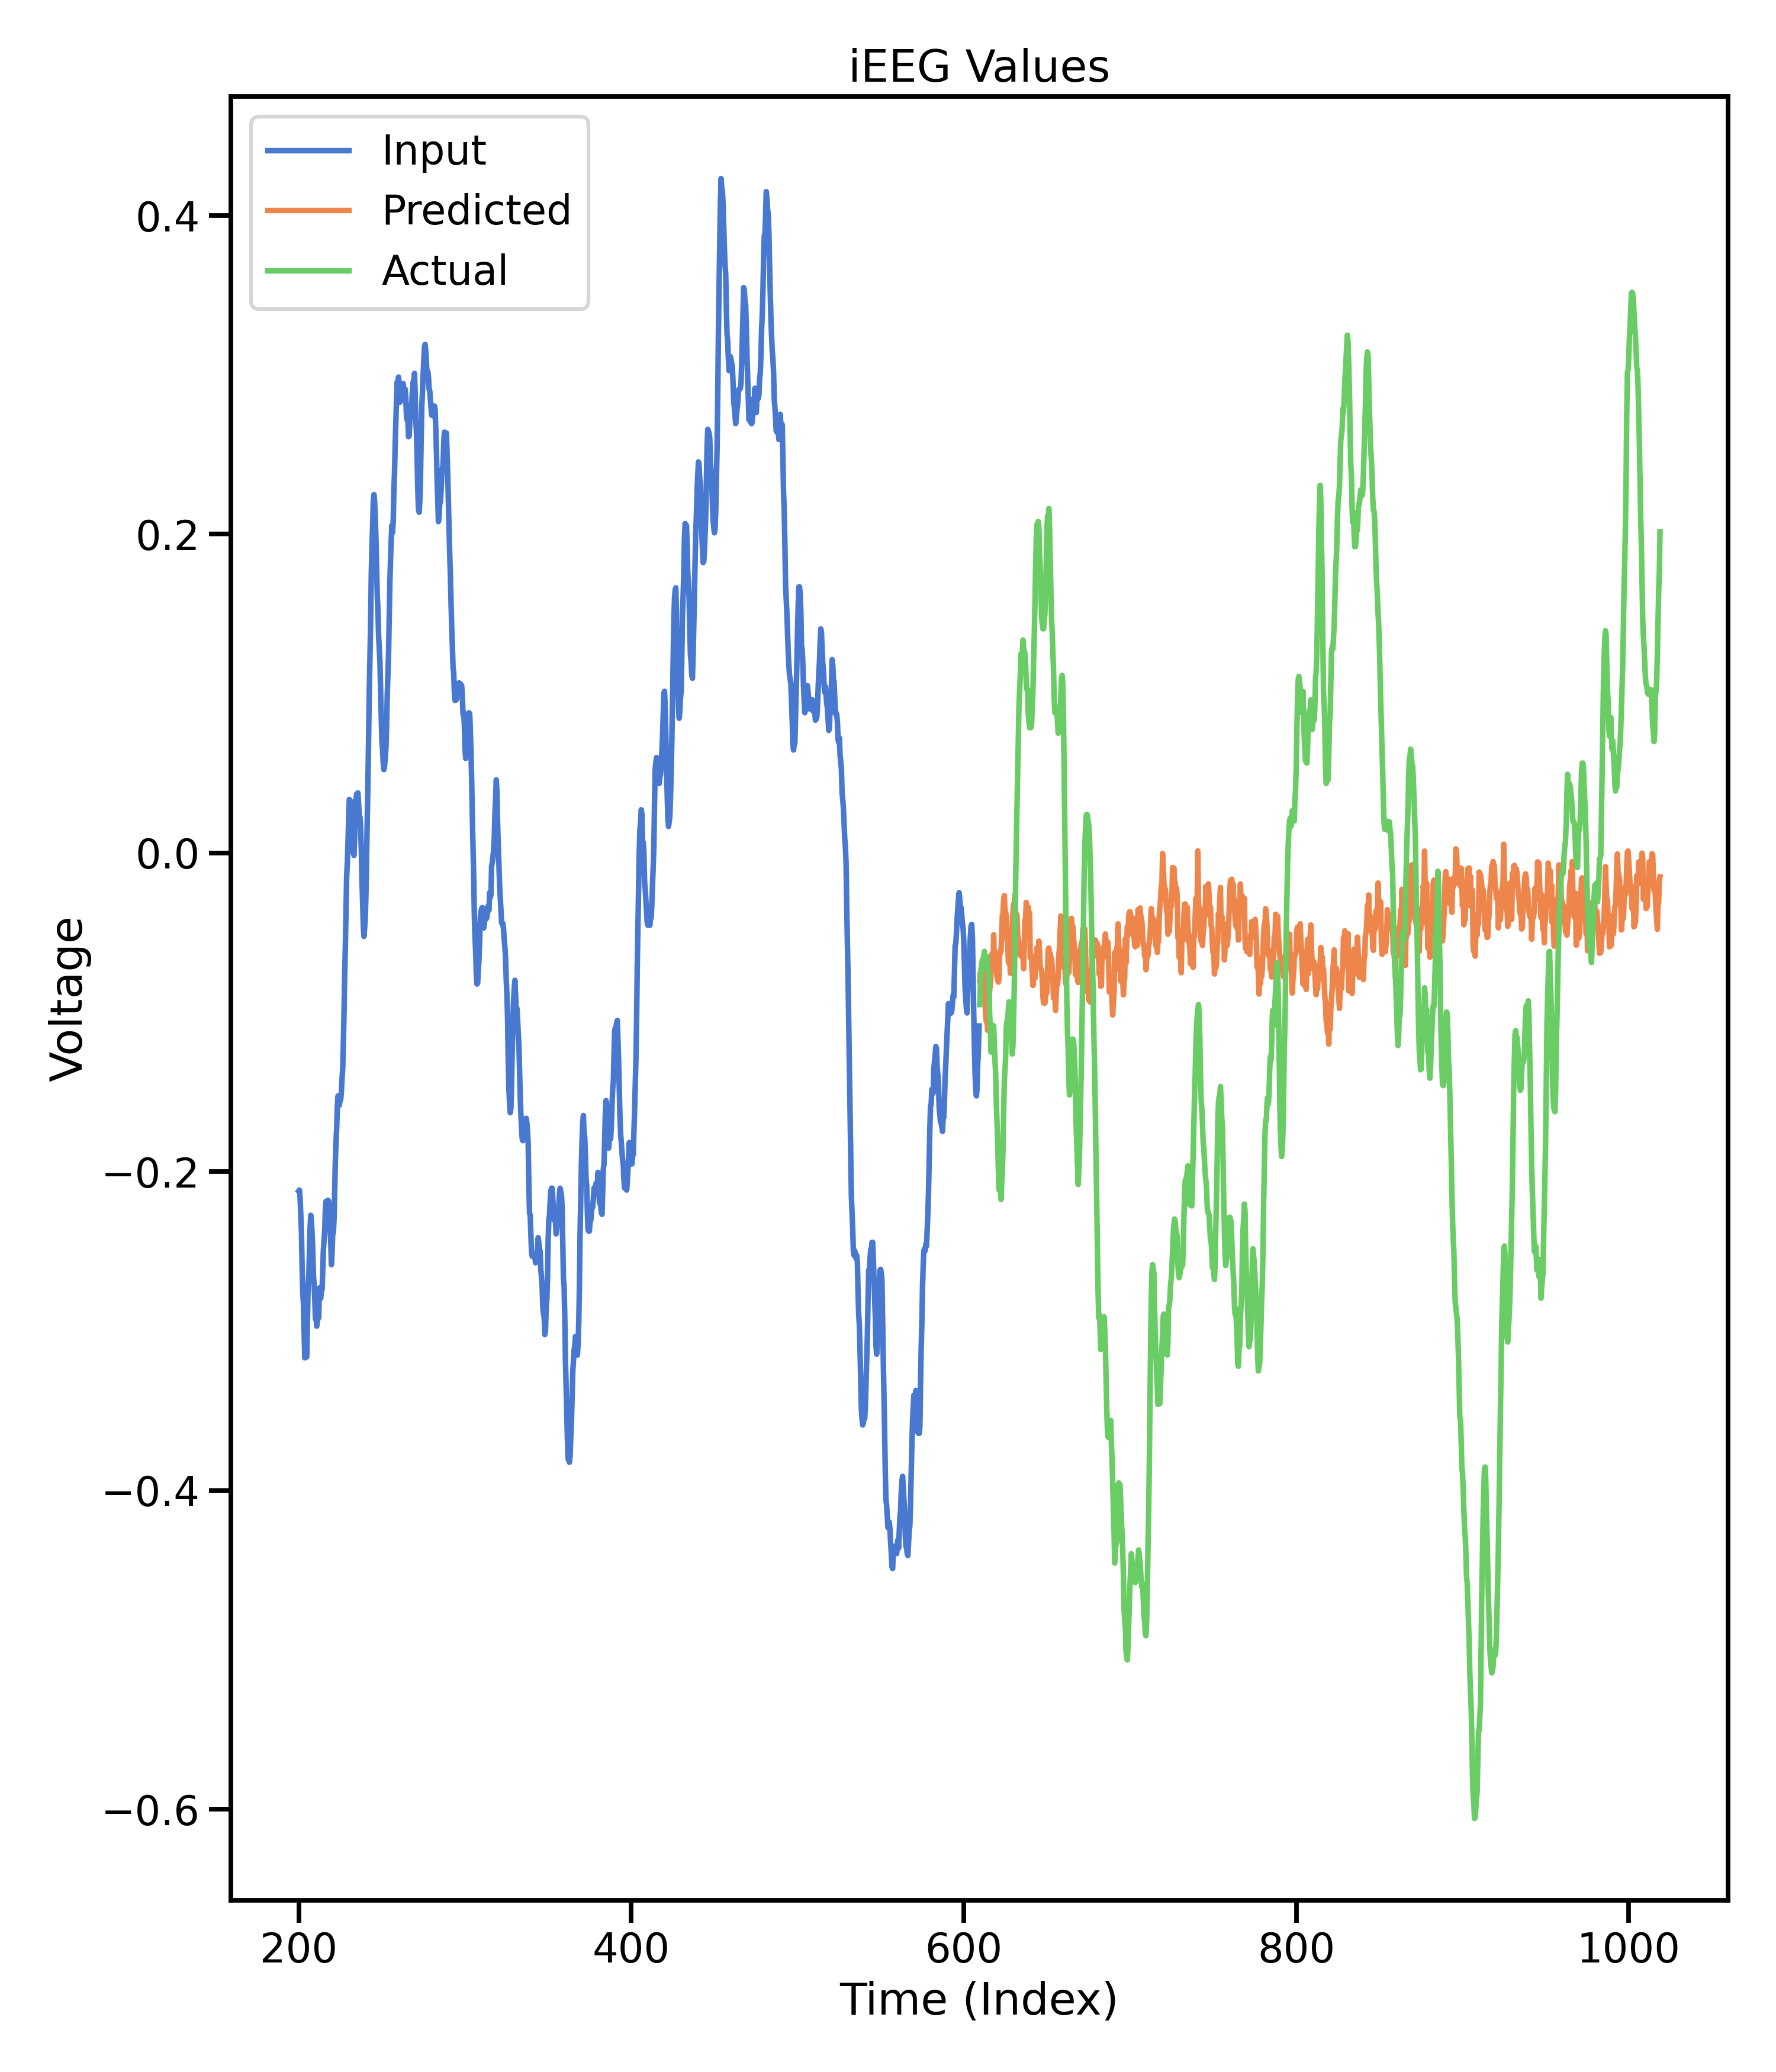 iEEG Values
Input
Predicted
Actual
0.4
0.2
0.0
−0.2
−0.4
−0.6
Voltage
200
400
600
800
1000
Time (Index)